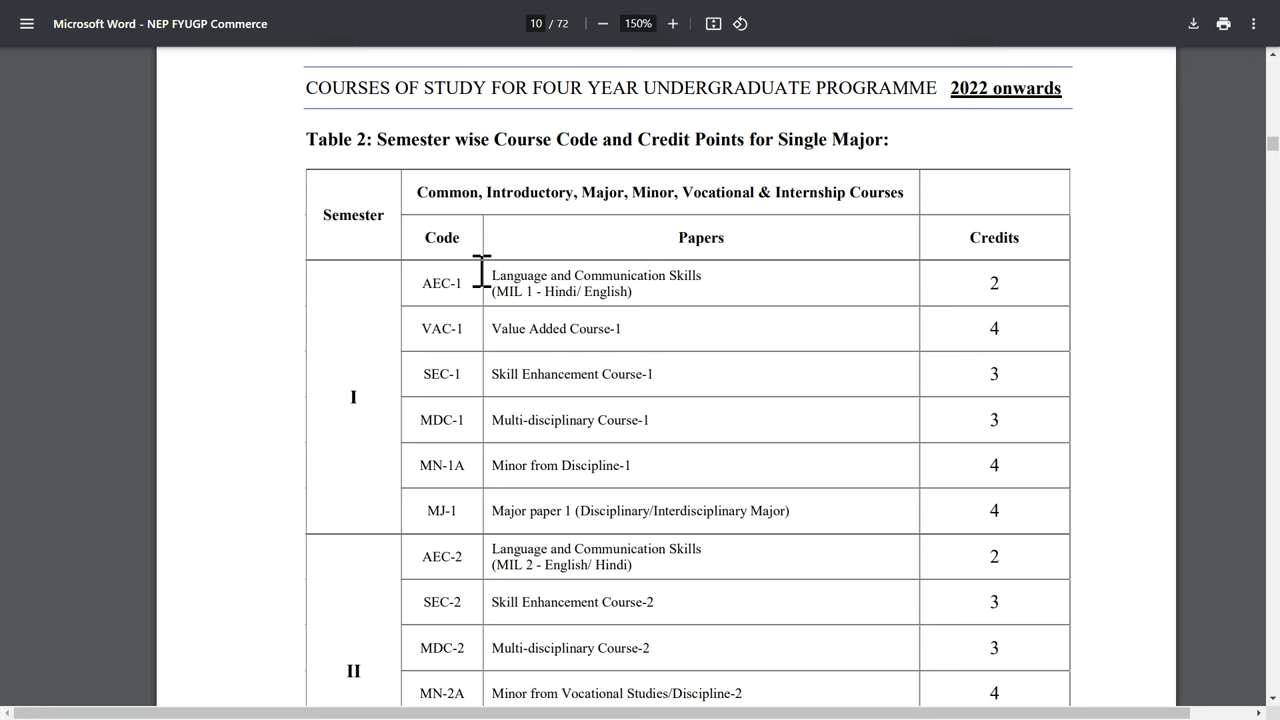 Microsoft Word - NEP FYUGP Commerce
10 / 72
150%
COURSES OF STUDY FOR FOUR YEAR UNDERGRADUATE PROGRAMME 2022 onwards
Table 2: Semester wise Course Code and Credit Points for Single Major:
Semester
Common, Introductory, Major, Minor, Vocational & Internship Courses
Code Papers Credits
I
AEC-1 Language and Communication Skills 2
(MIL 1 - Hindi/ English)
VAC-1 Value Added Course-1 4
SEC-1 Skill Enhancement Course-1 3
MDC-1 Multi-disciplinary Course-1 3
MN-1A Minor from Discipline-1 4
MJ-1 Major paper 1 (Disciplinary/Interdisciplinary Major) 4
II
AEC-2 Language and Communication Skills 2
(MIL 2 - English/ Hindi)
SEC-2 Skill Enhancement Course-2 3
MDC-2 Multi-disciplinary Course-2 3
MN-2A Minor from Vocational Studies/Discipline-2 4